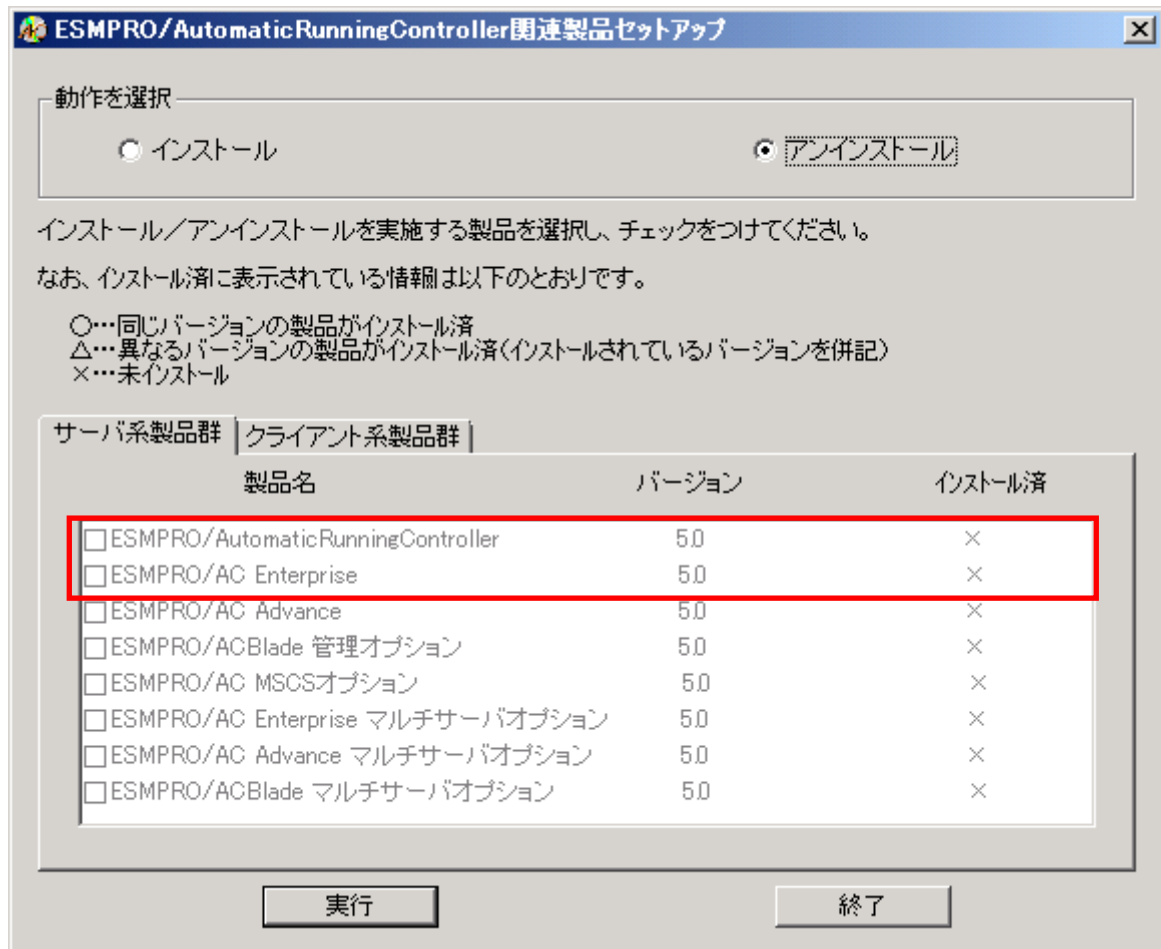 ESMPRO/AutomaticRunningController関連製品セットアップ
動作を選択
インストール アンインストール
インストール／アンインストールを実施する製品を選択し、チェックをつけてください。
なお、インストール済に表示されている情報は以下のとおりです。
○…同じバージョンの製品がインストール済
△…異なるバージョンの製品がインストール済(インストールされているバージョンを併記)
×…未インストール
サーバ系製品群 クライアント系製品群
製品名 バージョン インストール済
ESMPRO/AutomaticRunningController 5.0 ×
ESMPRO/AC Enterprise 5.0 ×
ESMPRO/AC Advance 5.0 ×
ESMPRO/ACBlade 管理オプション 5.0 ×
ESMPRO/AC MSCSオプション 5.0 ×
ESMPRO/AC Enterprise マルチサーバオプション 5.0 ×
ESMPRO/AC Advance マルチサーバオプション 5.0 ×
ESMPRO/ACBlade マルチサーバオプション 5.0 ×
実行 終了